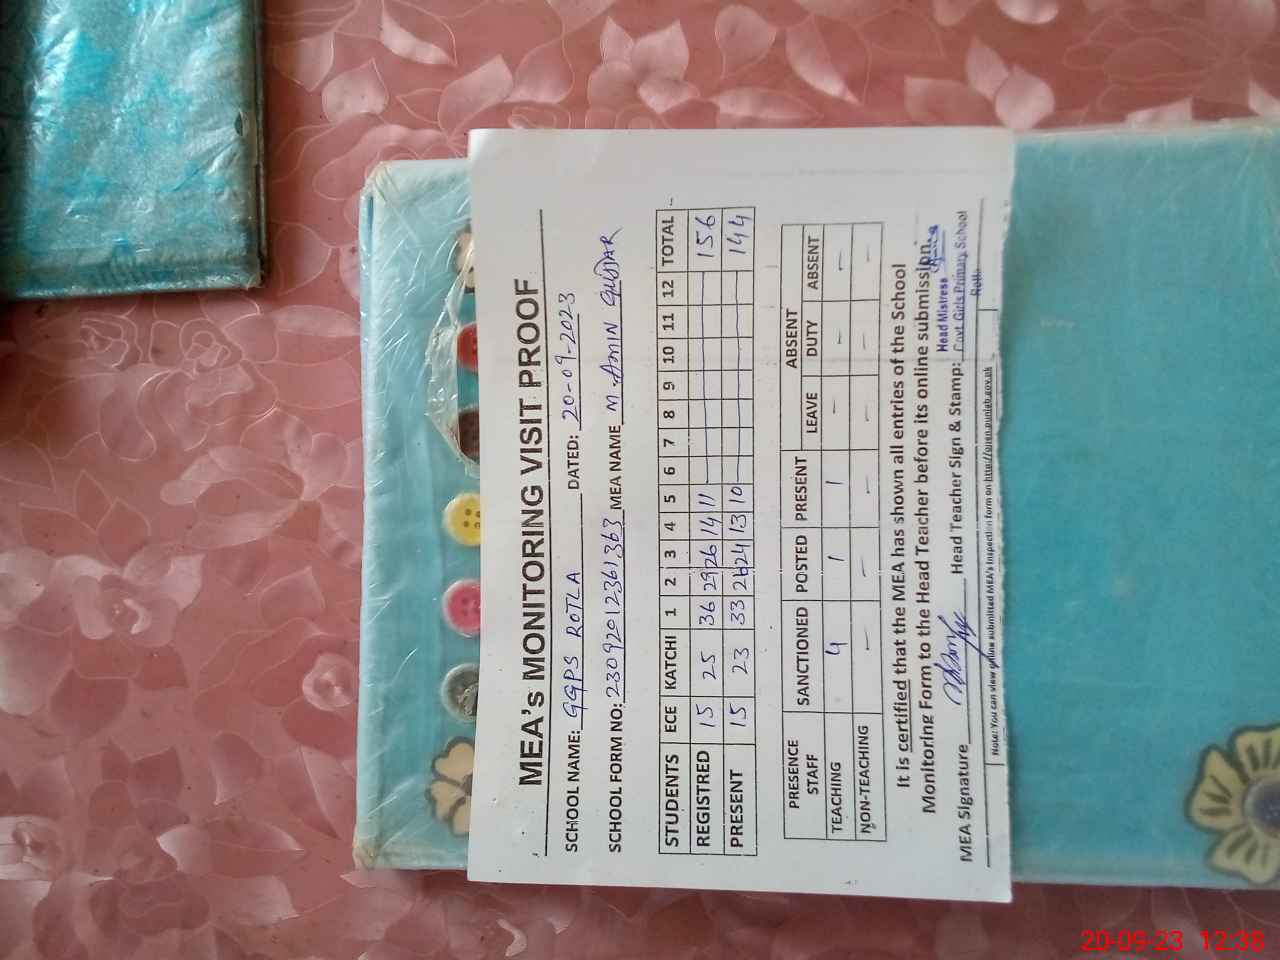 MEA's MONITORING VISIT PROOF
SCHOOL NAME: GGPS ROTLA DATED: 20-09-2023
SCHOOL FORM NO: 23092012361363 MEA NAME M. AMIN GUJJAR
STUDENTS ECE KATCHI 1 2 3 4 5 6 7 8 9 10 11 12 TOTAL
REGISTRED 15 25 36 29 26 14 11 156
PRESENT 15 23 33 26 24 13 10 144
PRESENCE STAFF SANCTIONED POSTED PRESENT ABSENT
LEAVE DUTY ABSENT
TEACHING 4 1 1 - - -
NON-TEACHING - - - - - -
It is certified that the MEA has shown all entries of the School
Monitoring Form to the Head Teacher before its online submission.
MEA Signature Head Teacher Sign & Stamp:
Head Mistress
Govt. Girls Primary School
Rotla
Note: You can view online submitted MEA's Inspection form on http://open.punjab.gov.pk
20-09-23 12:38